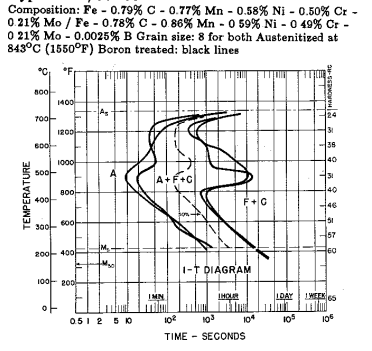 Composition: Fe - 0.79% C - 0.77% Mn - 0.58% Ni - 0.50% Cr -
0.21% Mo / Fe - 0.78% C - 0 86% Mn - 0 59% Ni - 0 49% Cr -
0 21% Mo - 0.0025% B Grain size: 8 for both Austenitized at
843°C (1550°F) Boron treated: black lines
°C °F
HARDNESS-RC
800
1400
As 24
700
1200 31
600
35
1000 40
500 A A+F+C 31
800 40
400 F+C
50% 51
600
300 57
Ms 60
400
200 M50
I-T DIAGRAM
200
100
1 MIN. 1 HOUR 1 DAY 1 WEEK
0 65
0.5 1 2 5 10 10² 10³ 10⁴ 10⁵ 10⁶
TEMPERATURE
TIME - SECONDS